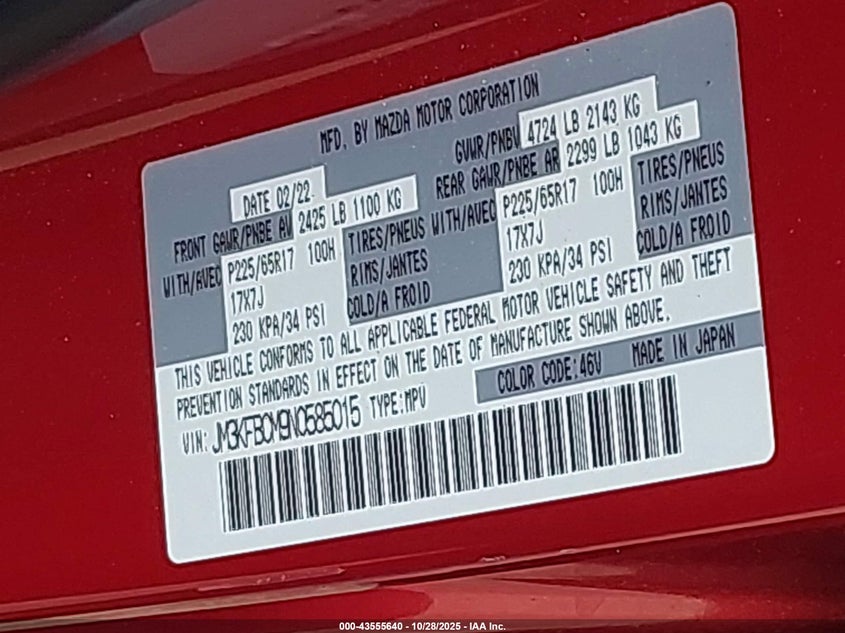 MFD. BY MAZDA MOTOR CORPORATION
DATE 02/22 GVWR/PNBV 4724 LB 2143 KG
FRONT GAWR/PNBE AV 2425 LB 1100 KG REAR GAWR/PNBE AR 2299 LB 1043 KG
WITH/AVEC P225/65R17 100H TIRES/PNEUS WITH/AVEC P225/65R17 100H TIRES/PNEUS
17X7J RIMS/JANTES 17X7J RIMS/JANTES
230 KPA/34 PSI COLD/A FROID 230 KPA/34 PSI COLD/A FROID
THIS VEHICLE CONFORMS TO ALL APPLICABLE FEDERAL MOTOR VEHICLE SAFETY AND THEFT
PREVENTION STANDARDS IN EFFECT ON THE DATE OF MANUFACTURE SHOWN ABOVE.
COLOR CODE:46V MADE IN JAPAN
VIN: JM3KFBCM9N0585015 TYPE:MPV
000-43555640 • 10/28/2025 - IAA Inc.